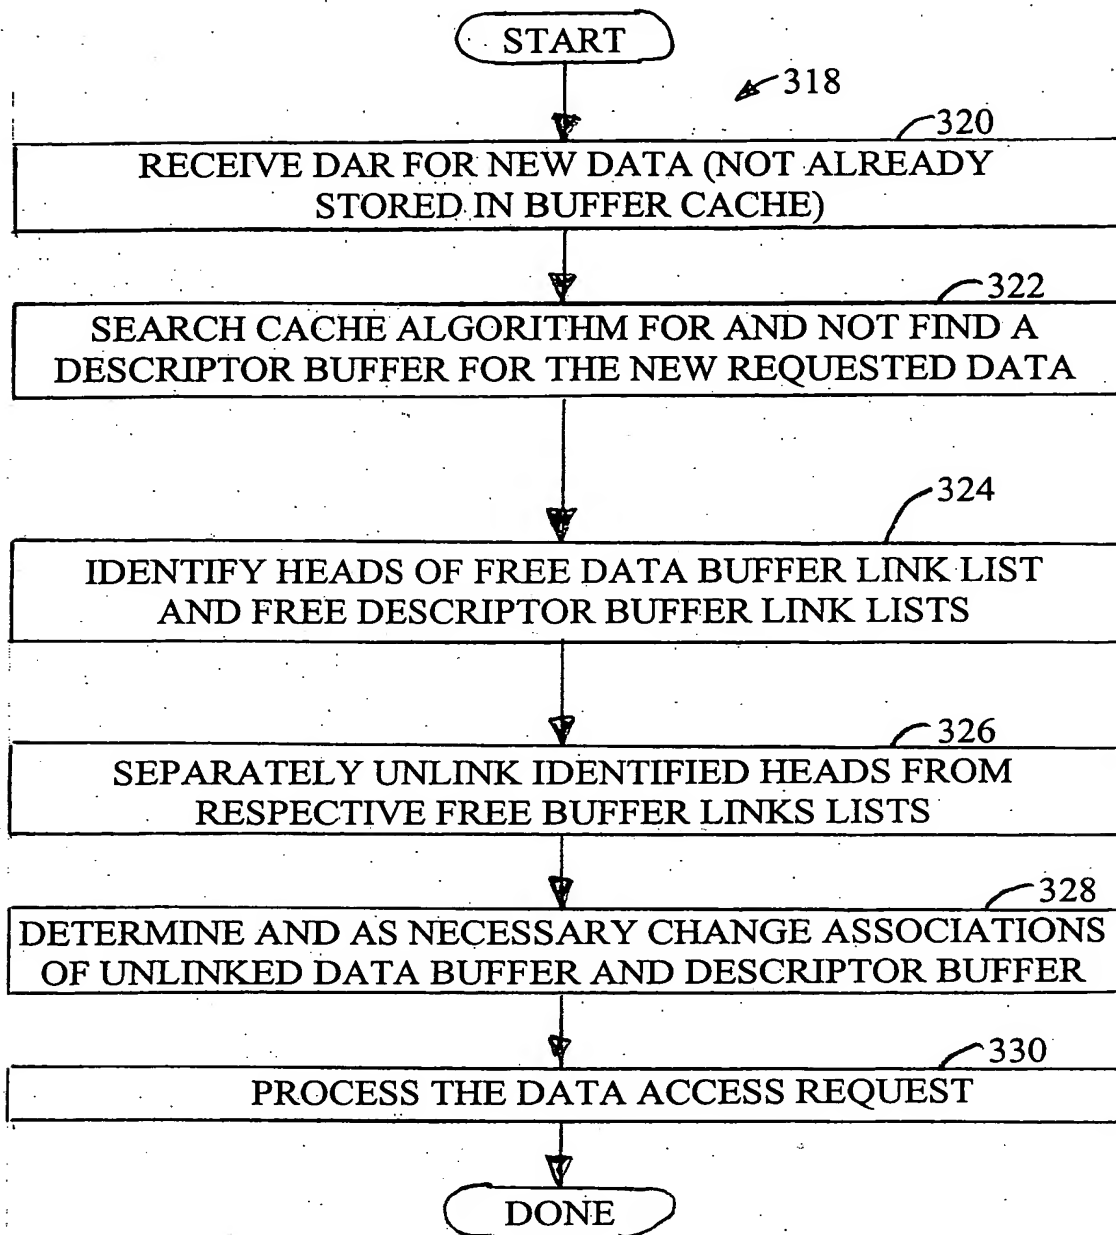 START
318
320
RECEIVE DAR FOR NEW DATA (NOT ALREADY
STORED IN BUFFER CACHE)
322
SEARCH CACHE ALGORITHM FOR AND NOT FIND A
DESCRIPTOR BUFFER FOR THE NEW REQUESTED DATA
324
IDENTIFY HEADS OF FREE DATA BUFFER LINK LIST
AND FREE DESCRIPTOR BUFFER LINK LISTS
326
SEPARATELY UNLINK IDENTIFIED HEADS FROM
RESPECTIVE FREE BUFFER LINKS LISTS
328
DETERMINE AND AS NECESSARY CHANGE ASSOCIATIONS
OF UNLINKED DATA BUFFER AND DESCRIPTOR BUFFER
330
PROCESS THE DATA ACCESS REQUEST
DONE